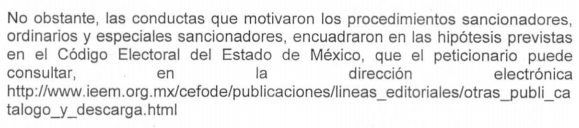 No obstante, las conductas que motivaron los procedimientos sancionadores,
ordinarios y especiales sancionadores, encuadraron en las hipótesis previstas
en el Código Electoral del Estado de México, que el peticionario puede
consultar, en la dirección electrónica
http://www.ieem.org.mx/cefode/publicaciones/lineas_editoriales/otras_publi_ca
talogo_y_descarga.html